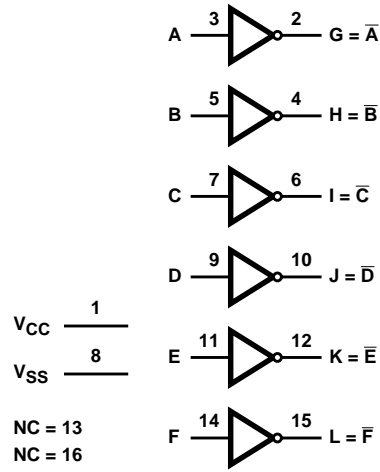 A 3 2 G = A̅
B 5 4 H = B̅
C 7 6 I = C̅
D 9 10 J = D̅
E 11 12 K = E̅
F 14 15 L = F̅
VCC 1
VSS 8
NC = 13
NC = 16